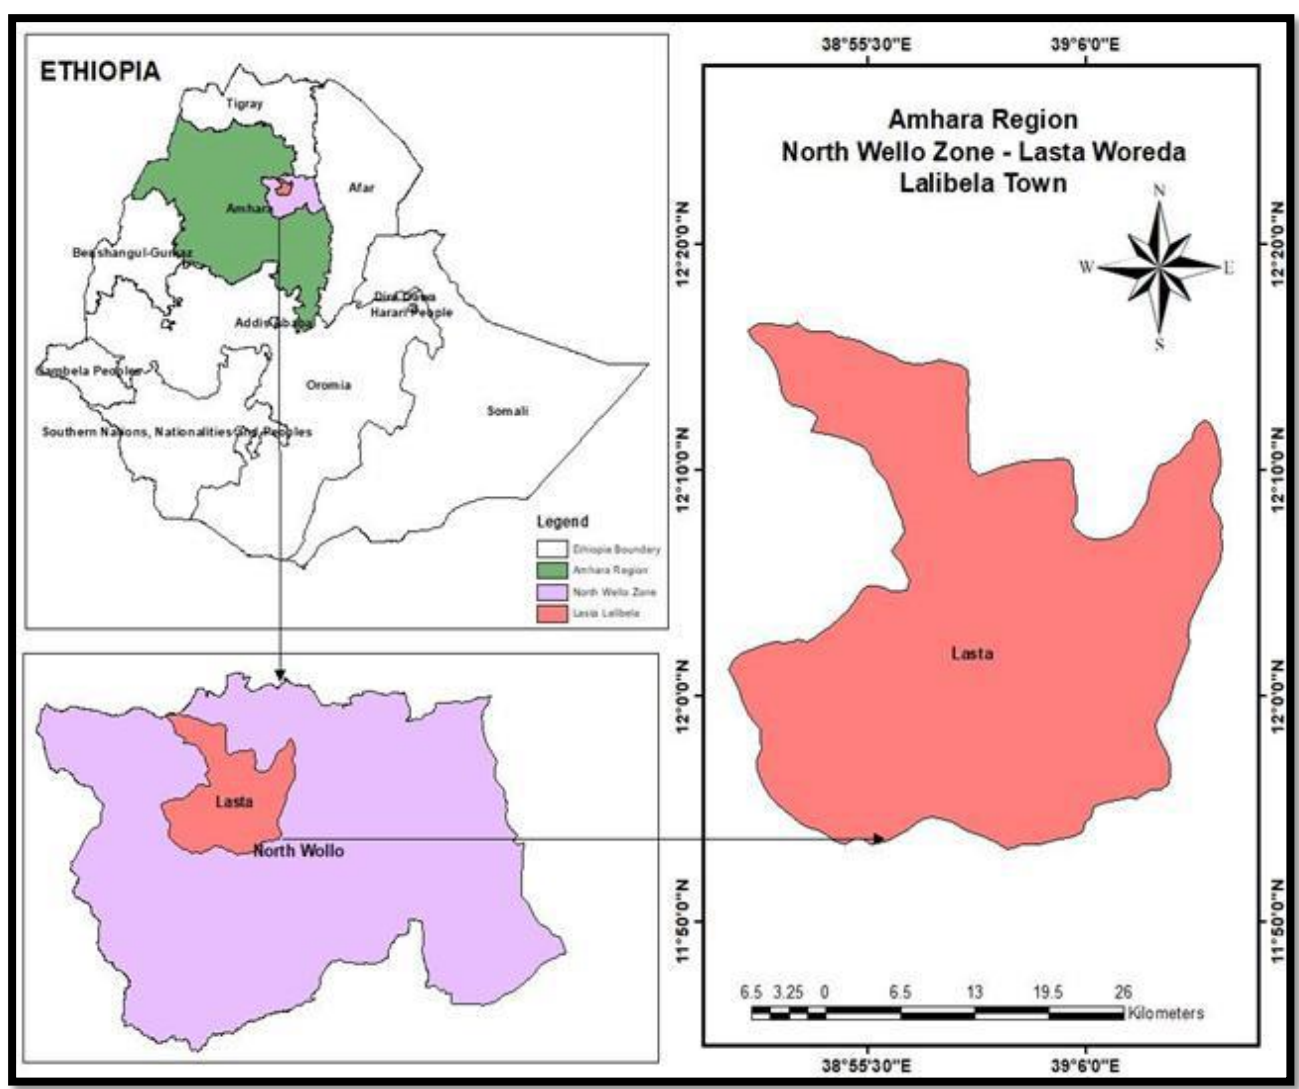 ETHIOPIA
Tigray
Afar
Amhara
Benshangul-Gumaz
Dire Dawa
Harari People
Addis Ababa
Gambela Peoples
Oromia
Somali
Southern Nations, Nationalities and Peoples
Legend
Ethiopia Boundary
Amhara Region
North Wello Zone
Lasta Lalibela
Lasta
North Wollo
38°55'30"E 39°6'0"E
Amhara Region
North Wello Zone - Lasta Woreda
Lalibela Town
N
W E
S
12°20'0"N 12°20'0"N
12°10'0"N 12°10'0"N
Lasta
12°0'0"N 12°0'0"N
11°50'0"N 11°50'0"N
6.5 3.25 0 6.5 13 19.5 26
Kilometers
38°55'30"E 39°6'0"E